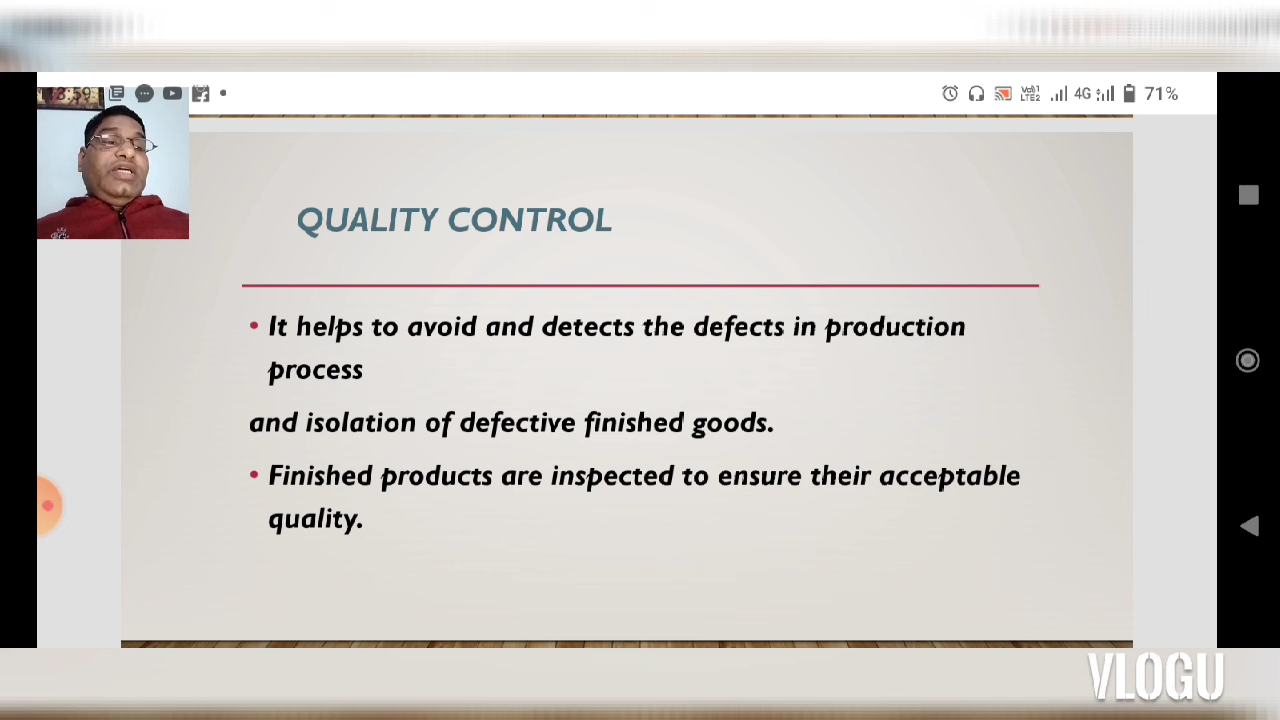 4G 71%
QUALITY CONTROL
• It helps to avoid and detects the defects in production
process
and isolation of defective finished goods.
• Finished products are inspected to ensure their acceptable
quality.
VLOGU